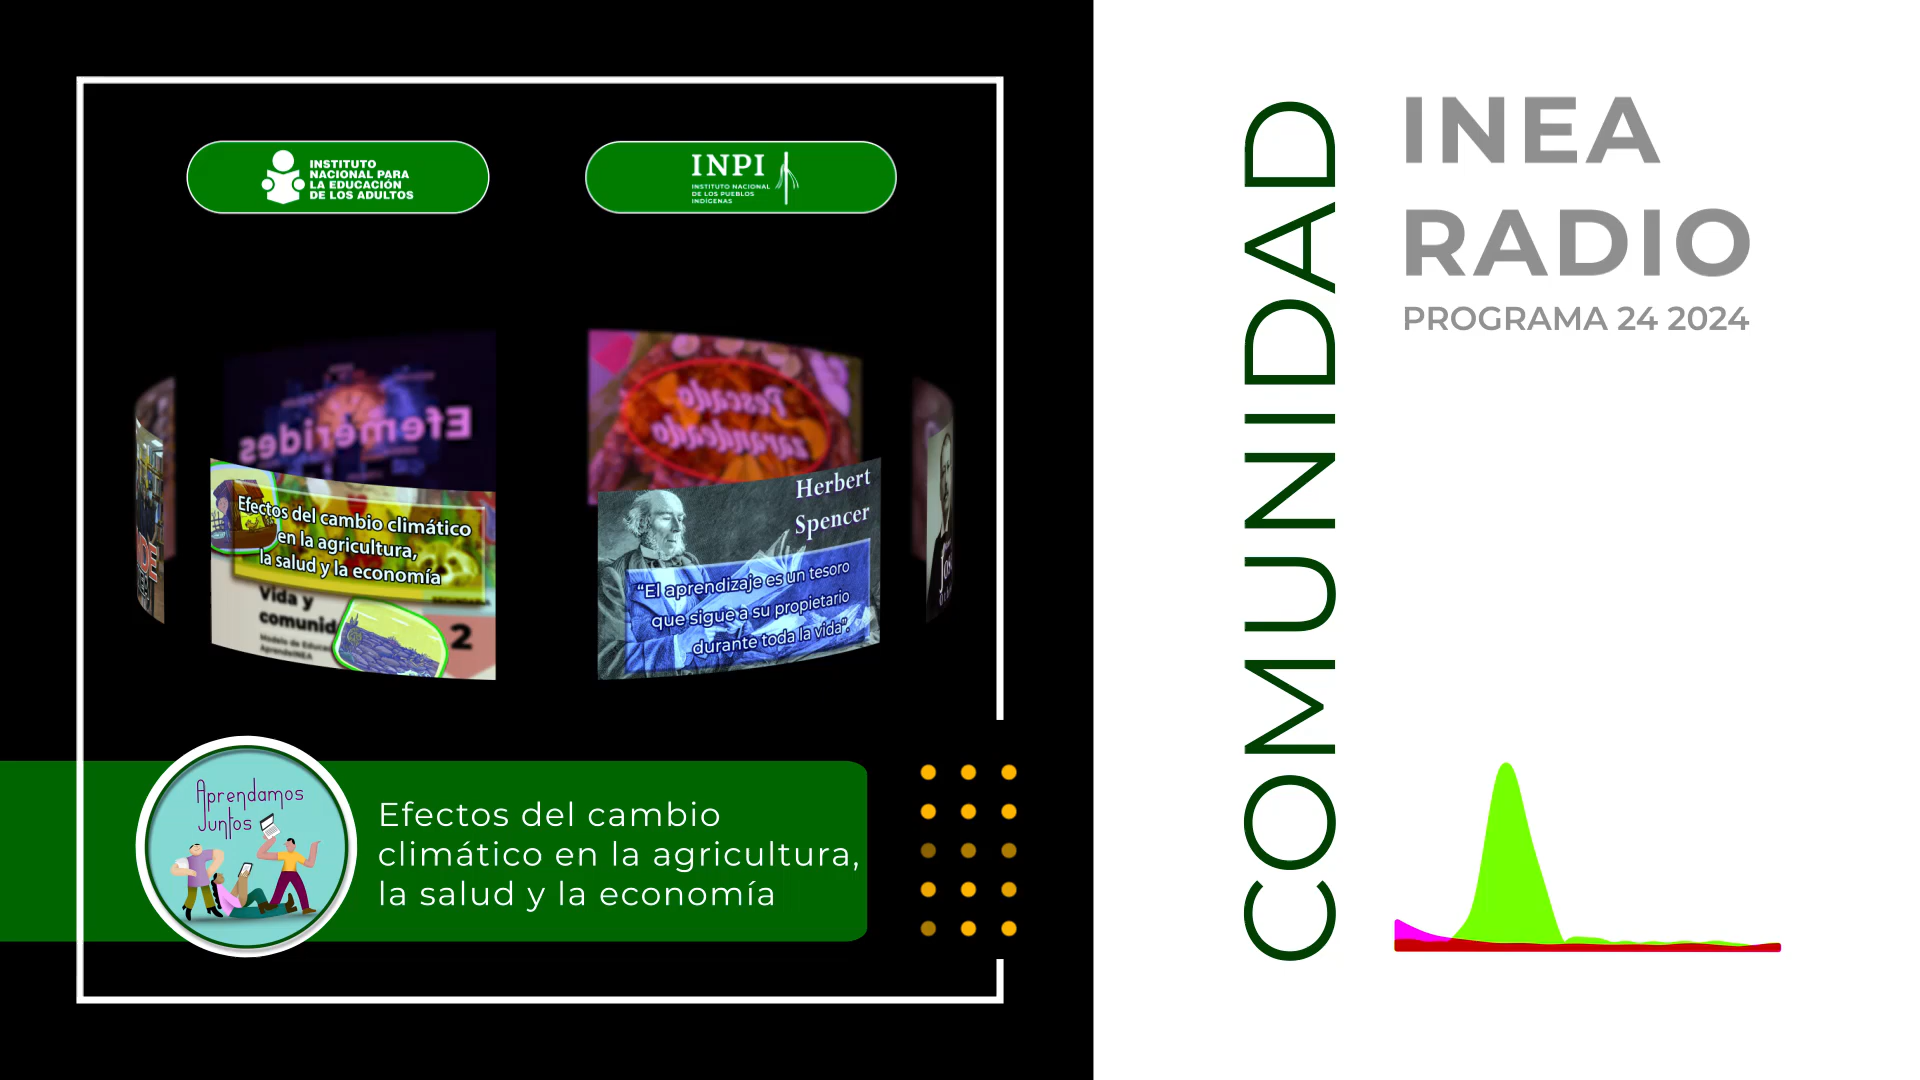 INSTITUTO
NACIONAL PARA
LA EDUCACIÓN
DE LOS ADULTOS
INPI
INSTITUTO NACIONAL
DE LOS PUEBLOS
INDÍGENAS
Efemérides
Pescado
zarandeado
Efectos del cambio climático
en la agricultura,
la salud y la economía
Vida y
comunid
2
Herbert
Spencer
“El aprendizaje es un tesoro
que sigue a su propietario
durante toda la vida”.
Aprendamos
Juntos
Efectos del cambio
climático en la agricultura,
la salud y la economía
COMUNIDAD
INEA
RADIO
PROGRAMA 24 2024